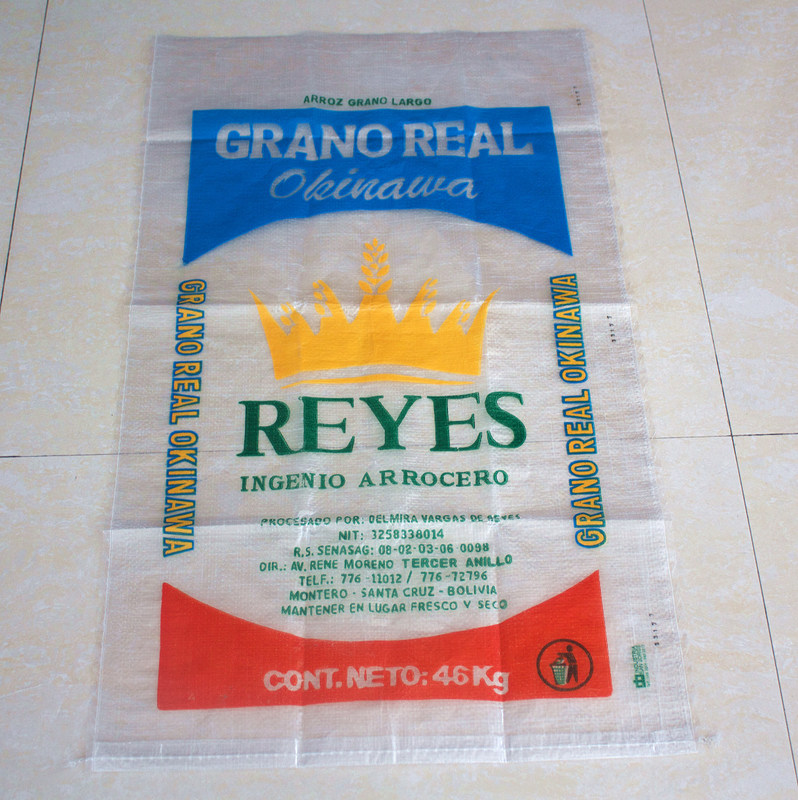 ARROZ GRANO LARGO
GRANO REAL
Okinawa
GRANO REAL OKINAWA
GRANO REAL OKINAWA
REYES
INGENIO ARROCERO
PROCESADO POR: DELMIRA VARGAS DE REYES
NIT: 3258338014
R.S. SENASAG: 08-02-03-06 0098
DIR.: AV. RENE MORENO TERCER ANILLO
TELF.: 776-11012 / 776-72796
MONTERO - SANTA CRUZ - BOLIVIA
MANTENER EN LUGAR FRESCO Y SECO
CONT. NETO: 46Kg